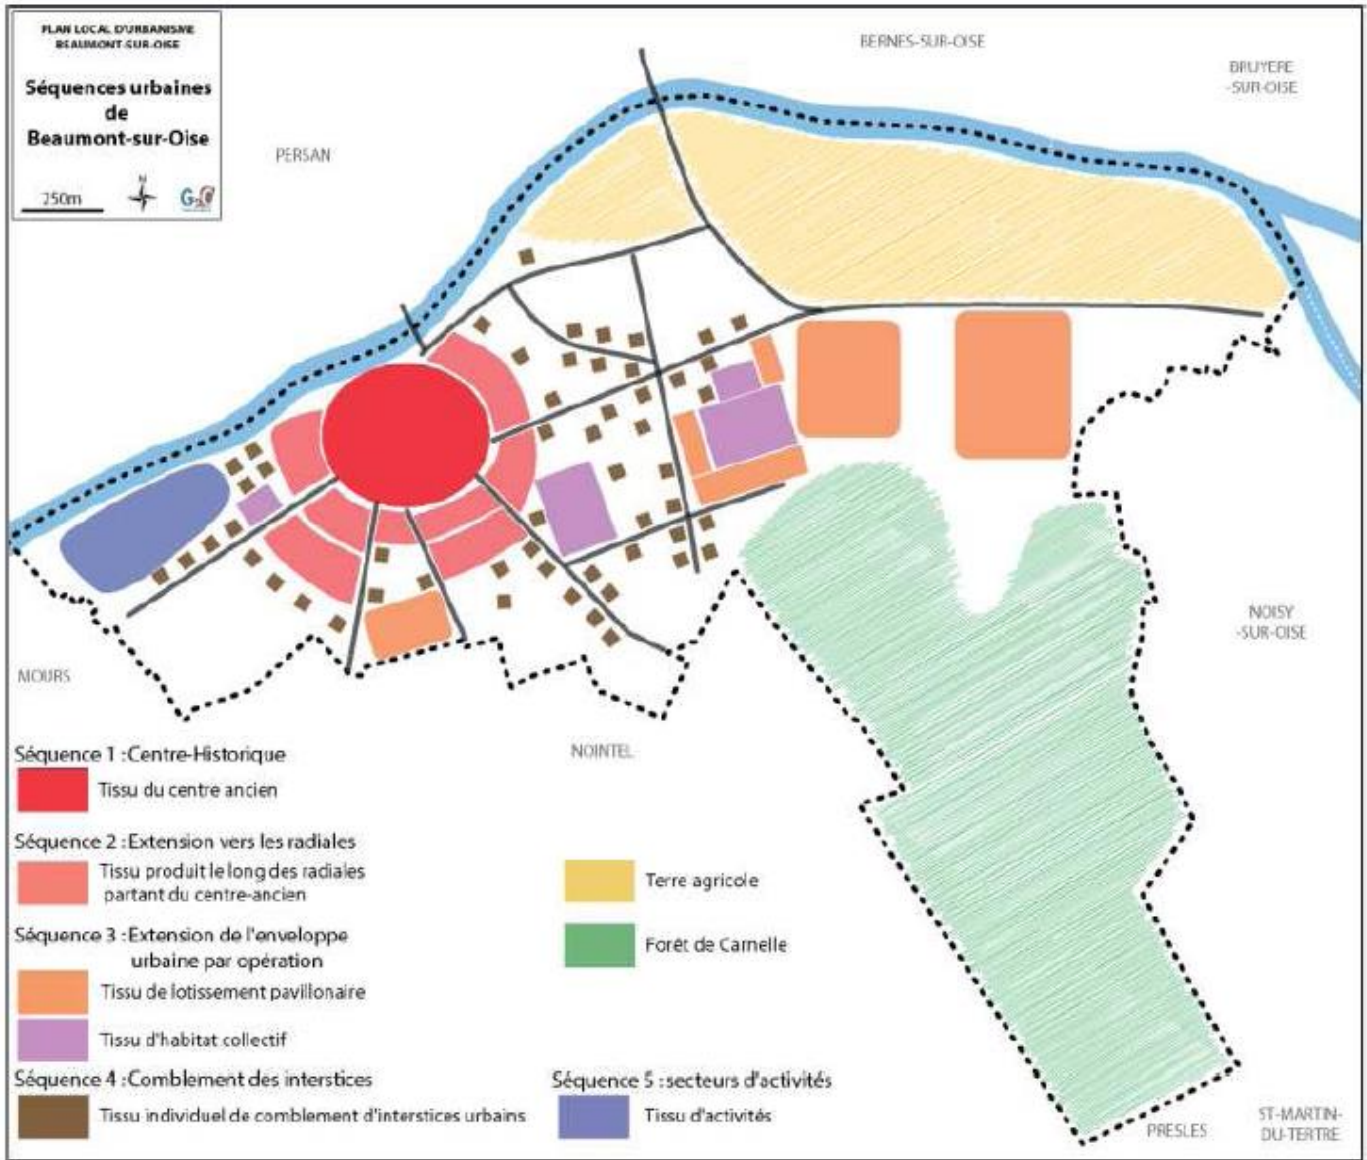 PLAN LOCAL D'URBANISME
BEAUMONT-SUR-OISE
Séquences urbaines
de
Beaumont-sur-Oise
250m
N
BERNES-SUR-OISE
BRUYERE
-SUR-OISE
PERSAN
NOISY
-SUR-OISE
MOURS
NOINTEL
Séquence 1 :Centre-Historique
Tissu du centre ancien
Séquence 2 :Extension vers les radiales
Tissu produit le long des radiales
partant du centre-ancien
Séquence 3 :Extension de l'enveloppe
urbaine par opération
Tissu de lotissement pavillonaire
Tissu d'habitat collectif
Séquence 4 :Comblement des interstices
Tissu individuel de comblement d'interstices urbains
Terre agricole
Forêt de Carnelle
Séquence 5 :secteurs d'activités
Tissu d'activités
PRESLES
ST-MARTIN-
DU-TERTRE